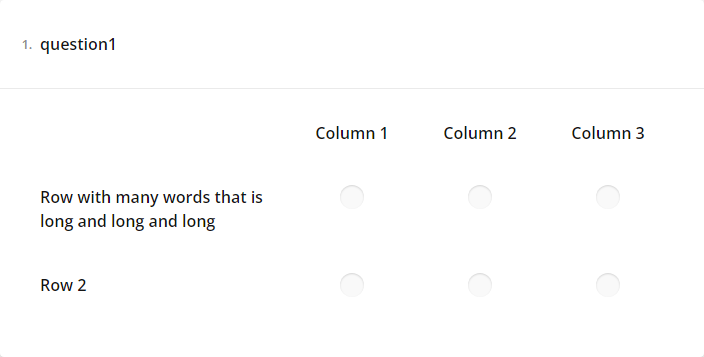 1. question1
Column 1 Column 2 Column 3
Row with many words that is
long and long and long
Row 2